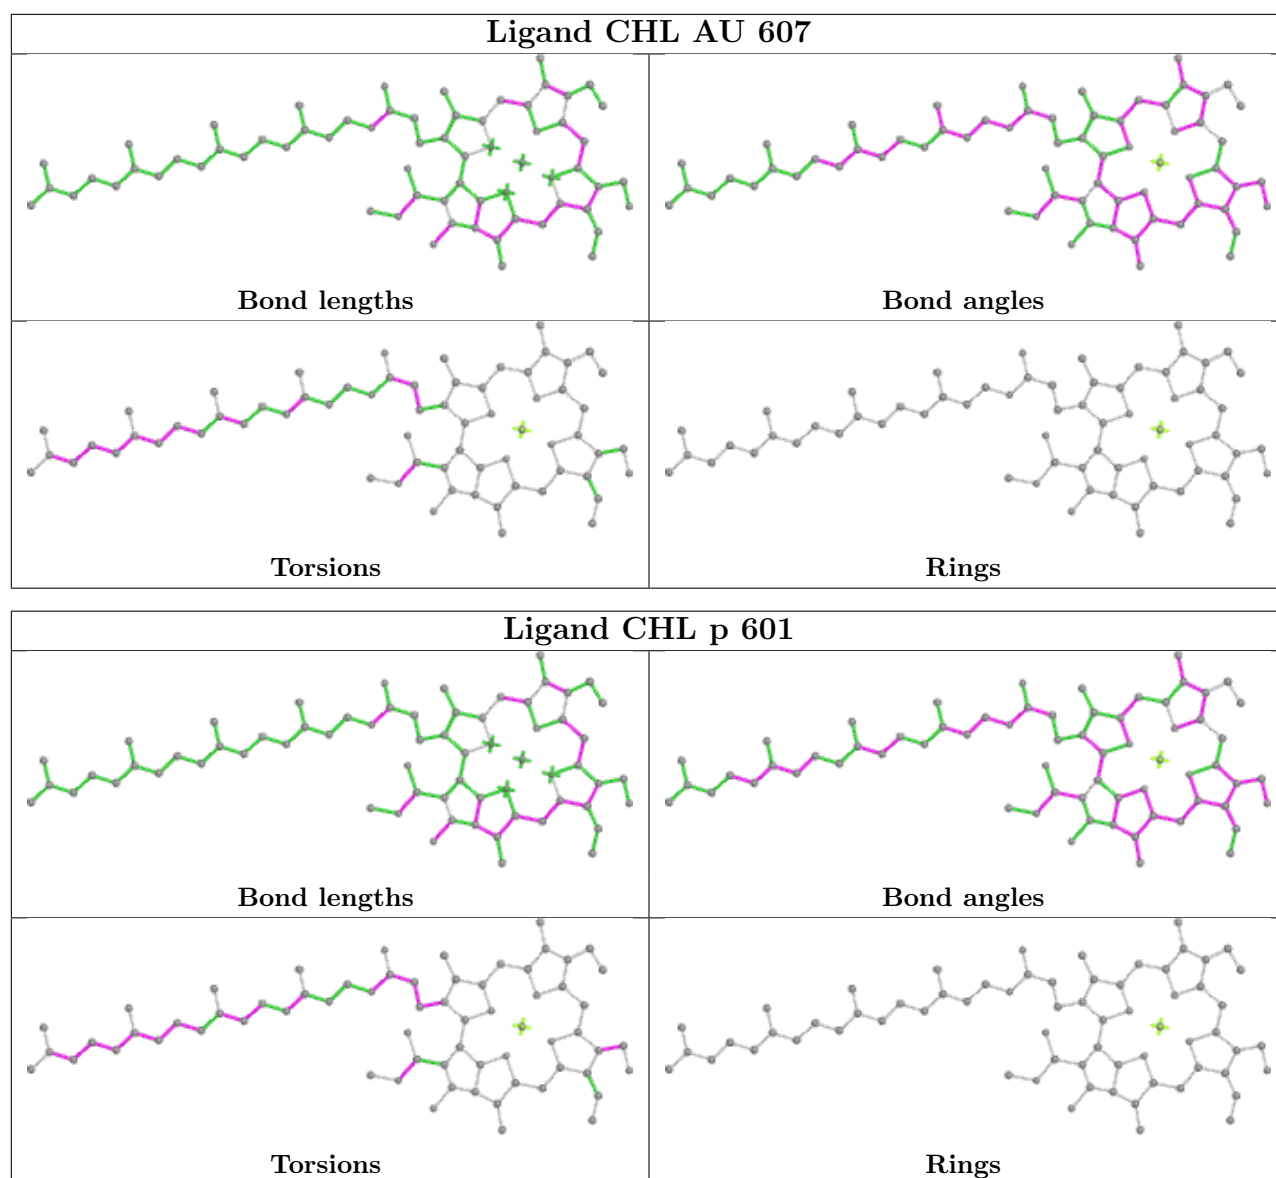 Ligand CHL AU 607
Bond lengths
Bond angles
Torsions
Rings
Ligand CHL p 601
Bond lengths
Bond angles
Torsions
Rings